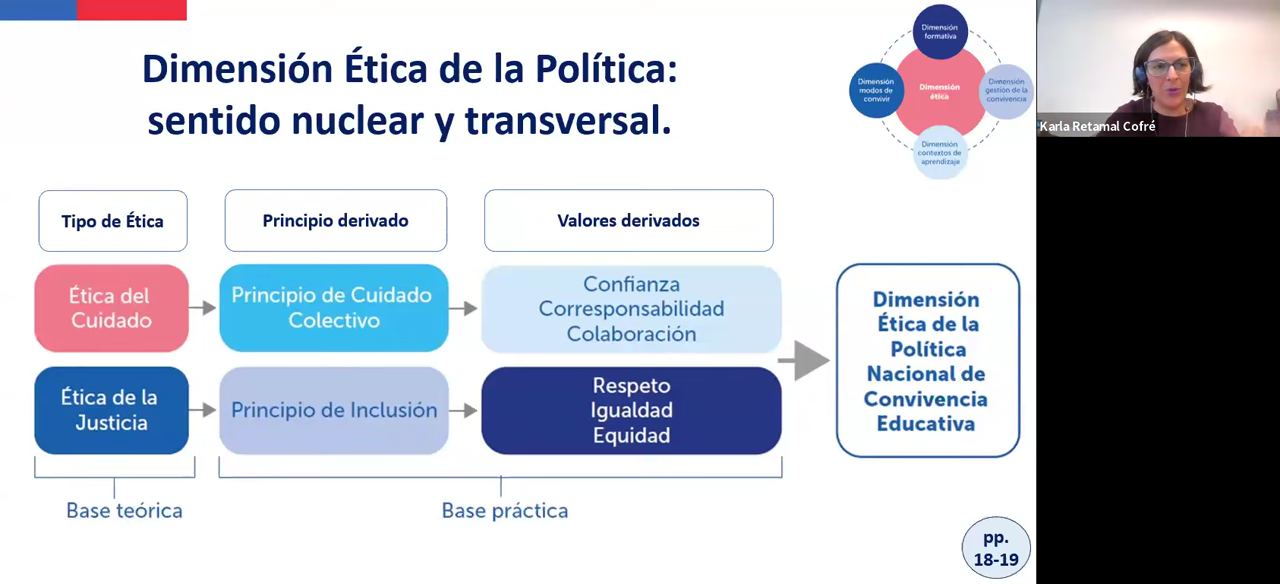 Dimensión Ética de la Política:
sentido nuclear y transversal.
Dimensión
formativa
Dimensión
modos de
convivir
Dimensión
ética
Dimensión
gestión de la
convivencia
Dimensión
contextos de
aprendizaje
Karla Retamal Cofré
Tipo de Ética
Principio derivado
Valores derivados
Ética del
Cuidado
Principio de Cuidado
Colectivo
Confianza
Corresponsabilidad
Colaboración
Ética de la
Justicia
Principio de Inclusión
Respeto
Igualdad
Equidad
Dimensión
Ética de la
Política
Nacional de
Convivencia
Educativa
Base teórica
Base práctica
pp.
18-19